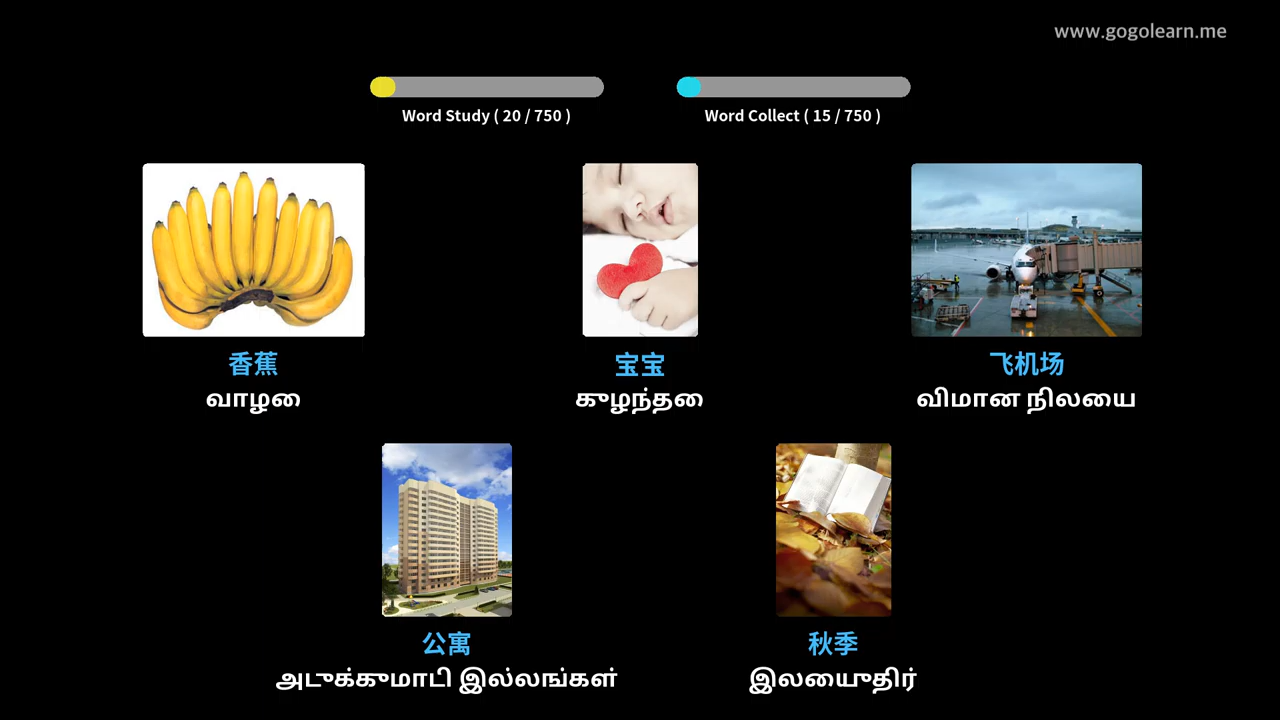 www.gogolearn.me
Word Study ( 20 / 750 )
Word Collect ( 15 / 750 )
香蕉
வாழை
宝宝
குழந்தை
飞机场
விமான நிலையை
公寓
அடுக்குமாடி இல்லங்கள்
秋季
இலையுதிர்